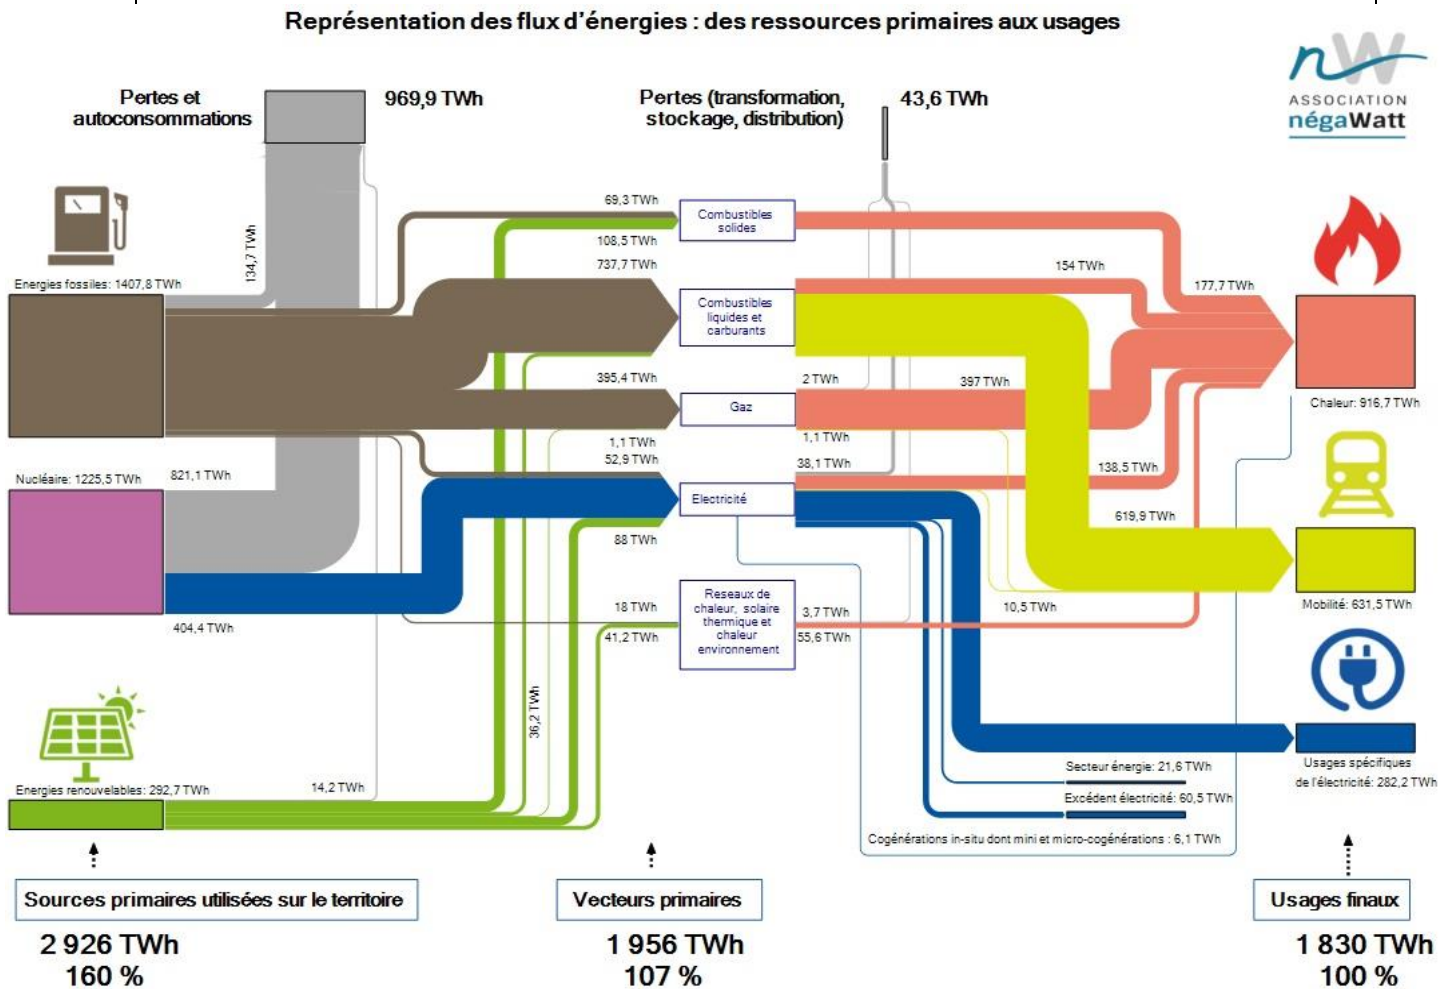 Représentation des flux d'énergies : des ressources primaires aux usages
nW
ASSOCIATION
négaWatt
Pertes et
autoconsommations
969,9 TWh
Pertes (transformation,
stockage, distribution)
43,6 TWh
134,7 TWh
69,3 TWh
108,5 TWh
737,7 TWh
Combustibles
solides
154 TWh
177,7 TWh
Energies fossiles: 1407,8 TWh
Combustibles
liquides et
carburants
395,4 TWh
2 TWh
397 TWh
Gaz
Chaleur: 916,7 TWh
1,1 TWh
1,1 TWh
52,9 TWh
38,1 TWh
138,5 TWh
Nucléaire: 1225,5 TWh
821,1 TWh
Electricité
619,9 TWh
88 TWh
404,4 TWh
18 TWh
41,2 TWh
Reseaux de
chaleur, solaire
thermique et
chaleur
environnement
3,7 TWh
55,6 TWh
10,5 TWh
Mobilité: 631,5 TWh
36,2 TWh
Energies renouvelables: 292,7 TWh
14,2 TWh
Secteur énergie: 21,6 TWh
Excédent électricité: 60,5 TWh
Usages spécifiques
de l'électricité: 282,2 TWh
Cogénérations in-situ dont mini et micro-cogénérations : 6,1 TWh
Sources primaires utilisées sur le territoire
2 926 TWh
160 %
Vecteurs primaires
1 956 TWh
107 %
Usages finaux
1 830 TWh
100 %